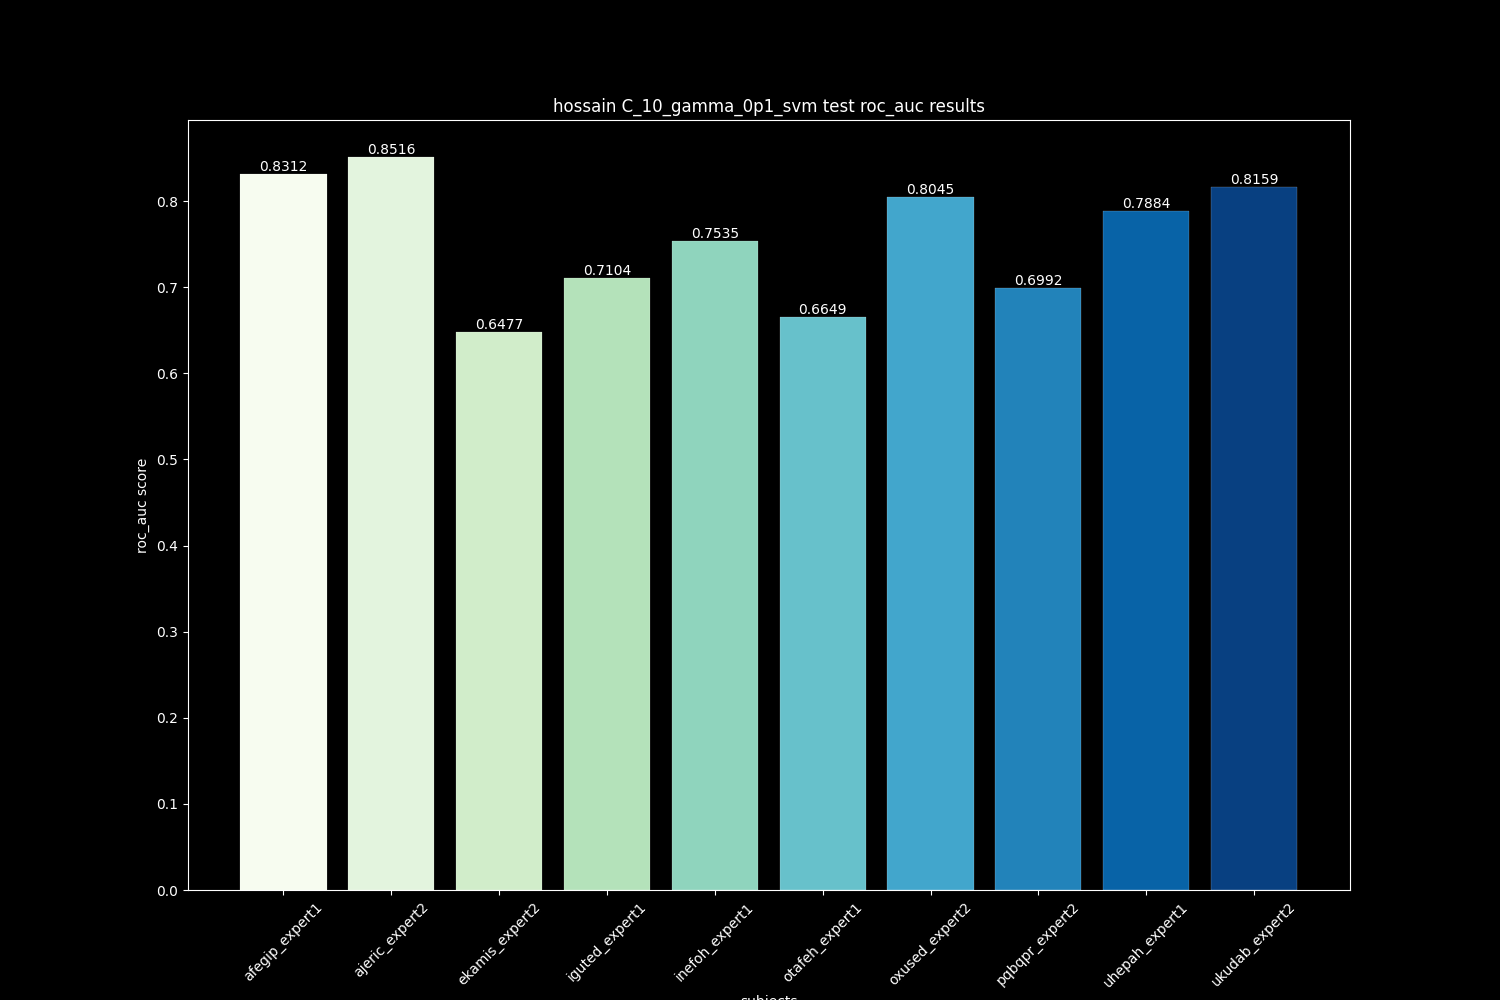 hossain C_10_gamma_0p1_svm test roc_auc results
0.8312
0.8516
0.6477
0.7104
0.7535
0.6649
0.8045
0.6992
0.7884
0.8159
0.8
0.7
0.6
0.5
0.4
0.3
0.2
0.1
0.0
roc_auc score
afegip_expert1
ajeric_expert2
ekamis_expert2
iguted_expert1
inefoh_expert1
otafeh_expert1
oxused_expert2
pqbqpr_expert2
uhepah_expert1
ukudab_expert2
subjects